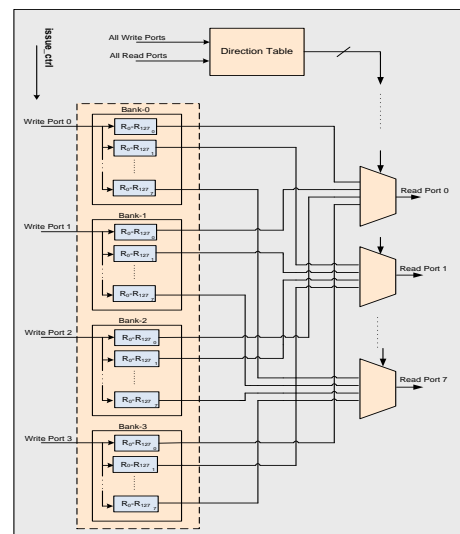 issue_ctrl
All Write Ports
All Read Ports
Direction Table
Bank-0
Write Port 0
R0-R127 0
R0-R127 1
R0-R127 7
Bank-1
Write Port 1
R0-R127 0
R0-R127 1
R0-R127 7
Bank-2
Write Port 2
R0-R127 0
R0-R127 1
R0-R127 7
Bank-3
Write Port 3
R0-R127 0
R0-R127 1
R0-R127 7
Read Port 0
Read Port 1
Read Port 7